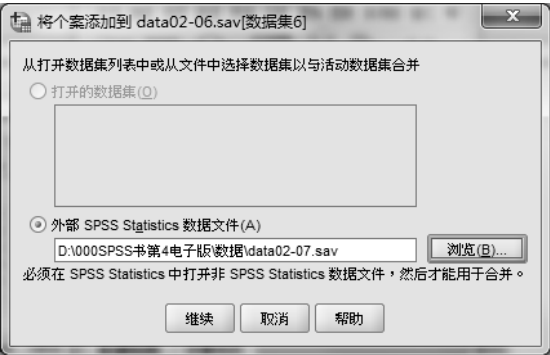 将个案添加到 data02-06.sav[数据集6]
从打开数据集列表中或从文件中选择数据集以与活动数据集合并
打开的数据集(O)
外部 SPSS Statistics 数据文件(A)
D:\000SPSS书第4电子版\数据\data02-07.sav
浏览(B)...
必须在 SPSS Statistics 中打开非 SPSS Statistics 数据文件，然后才能用于合并。
继续
取消
帮助